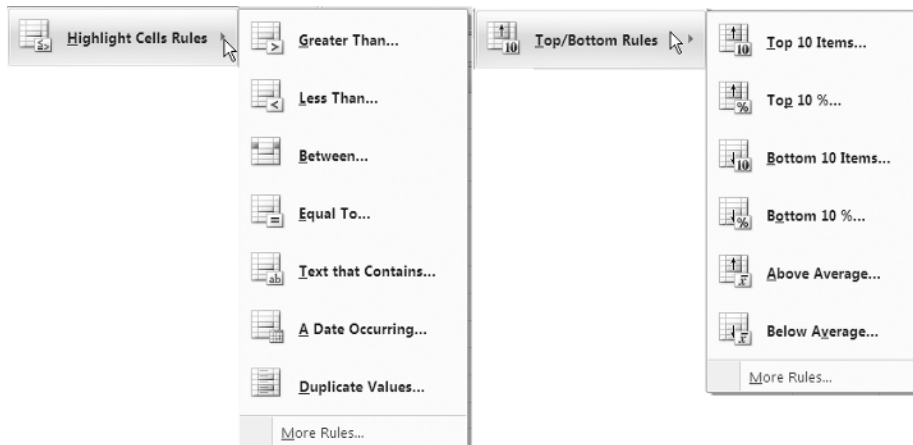 Highlight Cells Rules
Greater Than...
Less Than...
Between...
Equal To...
Text that Contains...
A Date Occurring...
Duplicate Values...
More Rules...
Top/Bottom Rules
Top 10 Items...
Top 10 %...
Bottom 10 Items...
Bottom 10 %...
Above Average...
Below Average...
More Rules...